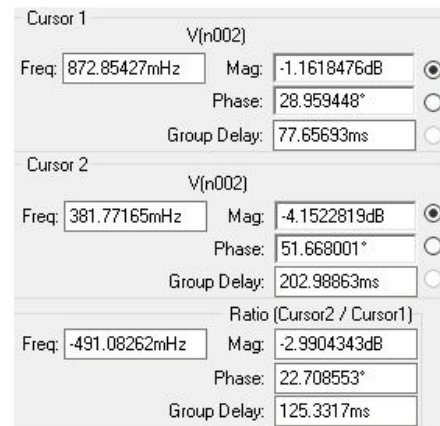 Cursor 1
V(n002)
Freq: 872.85427mHz Mag: -1.1618476dB
Phase: 28.959448°
Group Delay: 77.65693ms
Cursor 2
V(n002)
Freq: 381.77165mHz Mag: -4.1522819dB
Phase: 51.668001°
Group Delay: 202.98863ms
Ratio (Cursor2 / Cursor1)
Freq: -491.08262mHz Mag: -2.9904343dB
Phase: 22.708553°
Group Delay: 125.3317ms